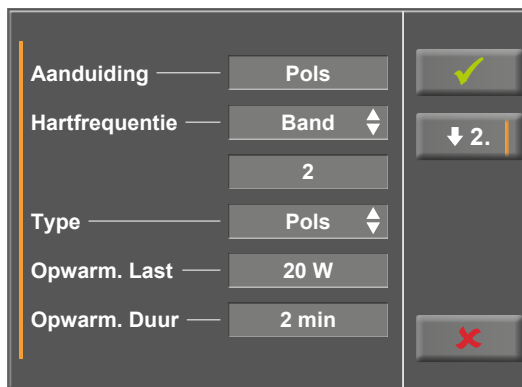 Aanduiding Pols
Hartfrequentie Band
2
Type Pols
Opwarm. Last 20 W
Opwarm. Duur 2 min
2.